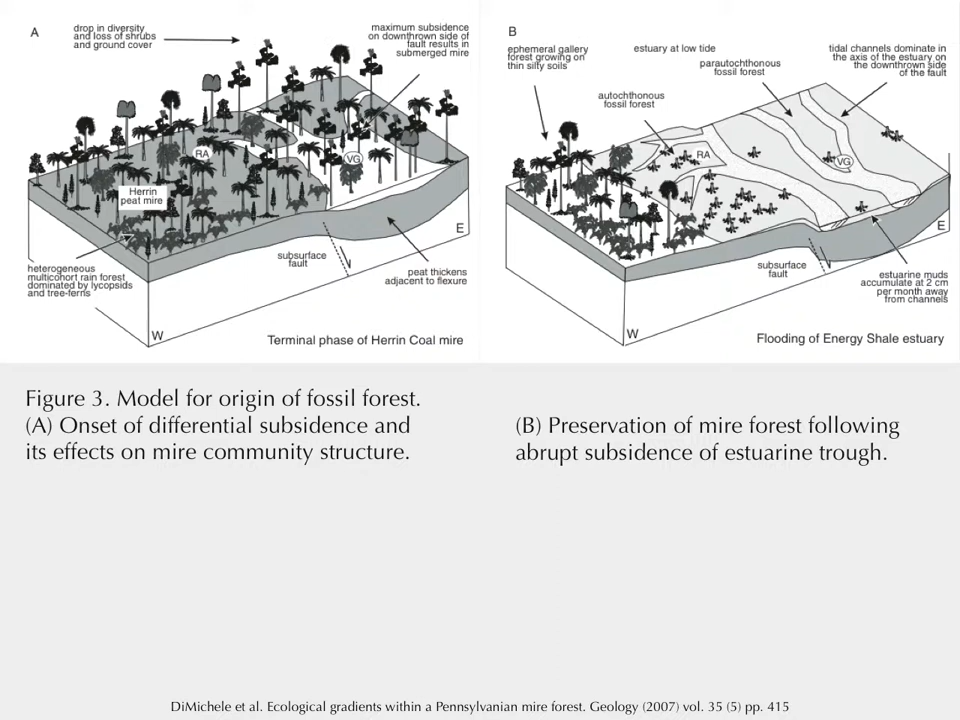 A
drop in diversity
and loss of shrubs
and ground cover
maximum subsidence
on downthrown side of
fault results in
submerged mire
RA
VG
Herrin
peat mire
heterogeneous
multicohort rain forest
dominated by lycopsids
and tree-ferns
subsurface
fault
peat thickens
adjacent to flexure
E
W
Terminal phase of Herrin Coal mire
B
ephemeral gallery
forest growing on
thin silty soils
estuary at low tide
parautochthonous
fossil forest
autochthonous
fossil forest
tidal channels dominate in
the axis of the estuary on
the downthrown side
of the fault
RA
VG
E
subsurface
fault
estuarine muds
accumulate at 2 cm
per month away
from channels
W
Flooding of Energy Shale estuary
Figure 3. Model for origin of fossil forest.
(A) Onset of differential subsidence and
its effects on mire community structure.
(B) Preservation of mire forest following
abrupt subsidence of estuarine trough.
DiMichele et al. Ecological gradients within a Pennsylvanian mire forest. Geology (2007) vol. 35 (5) pp. 415